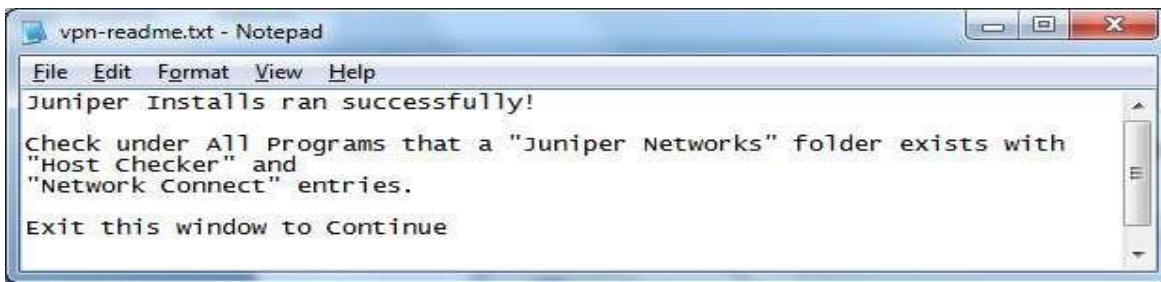 vpn-readme.txt - Notepad
File Edit Format View Help
Juniper Installs ran successfully!
Check under All Programs that a "Juniper Networks" folder exists with
"Host Checker" and
"Network Connect" entries.
Exit this window to Continue